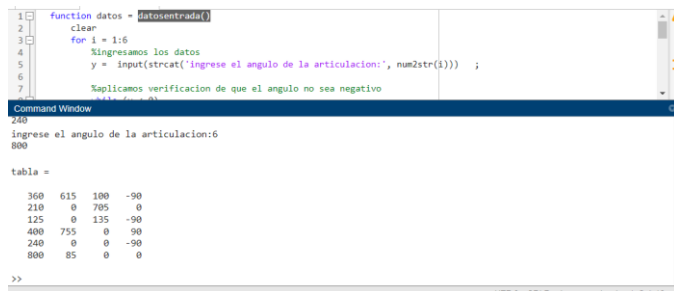 1 function datos = datosentrada()
2 clear
3 for i = 1:6
4 %ingresamos los datos
5 y = input(strcat('ingrese el angulo de la articulacion:', num2str(i))) ;
6
7 %aplicamos verificacion de que el angulo no sea negativo
Command Window
240
ingrese el angulo de la articulacion:6
800
tabla =
360 615 100 -90
210 0 705 0
125 0 135 -90
400 755 0 90
240 0 0 -90
800 85 0 0
>>